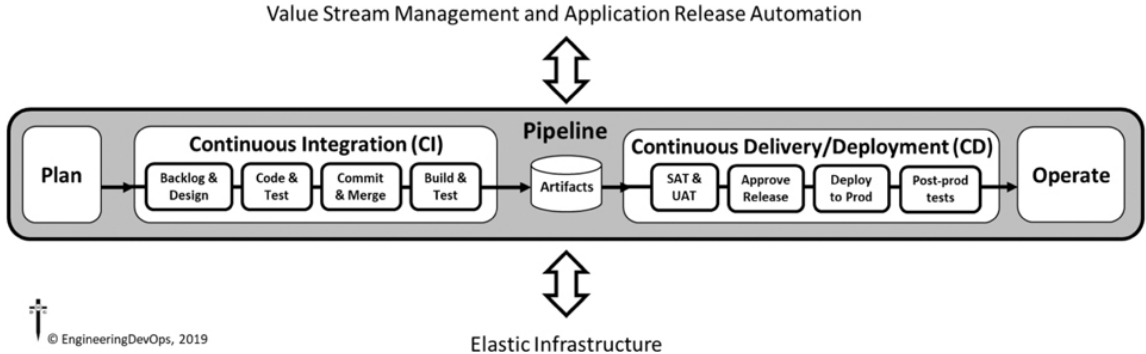 Value Stream Management and Application Release Automation
Pipeline
Plan
Continuous Integration (CI)
Backlog &
Design
Code &
Test
Commit
& Merge
Build &
Test
Artifacts
Continuous Delivery/Deployment (CD)
SAT &
UAT
Approve
Release
Deploy
to Prod
Post-prod
tests
Operate
© EngineeringDevOps, 2019
Elastic Infrastructure